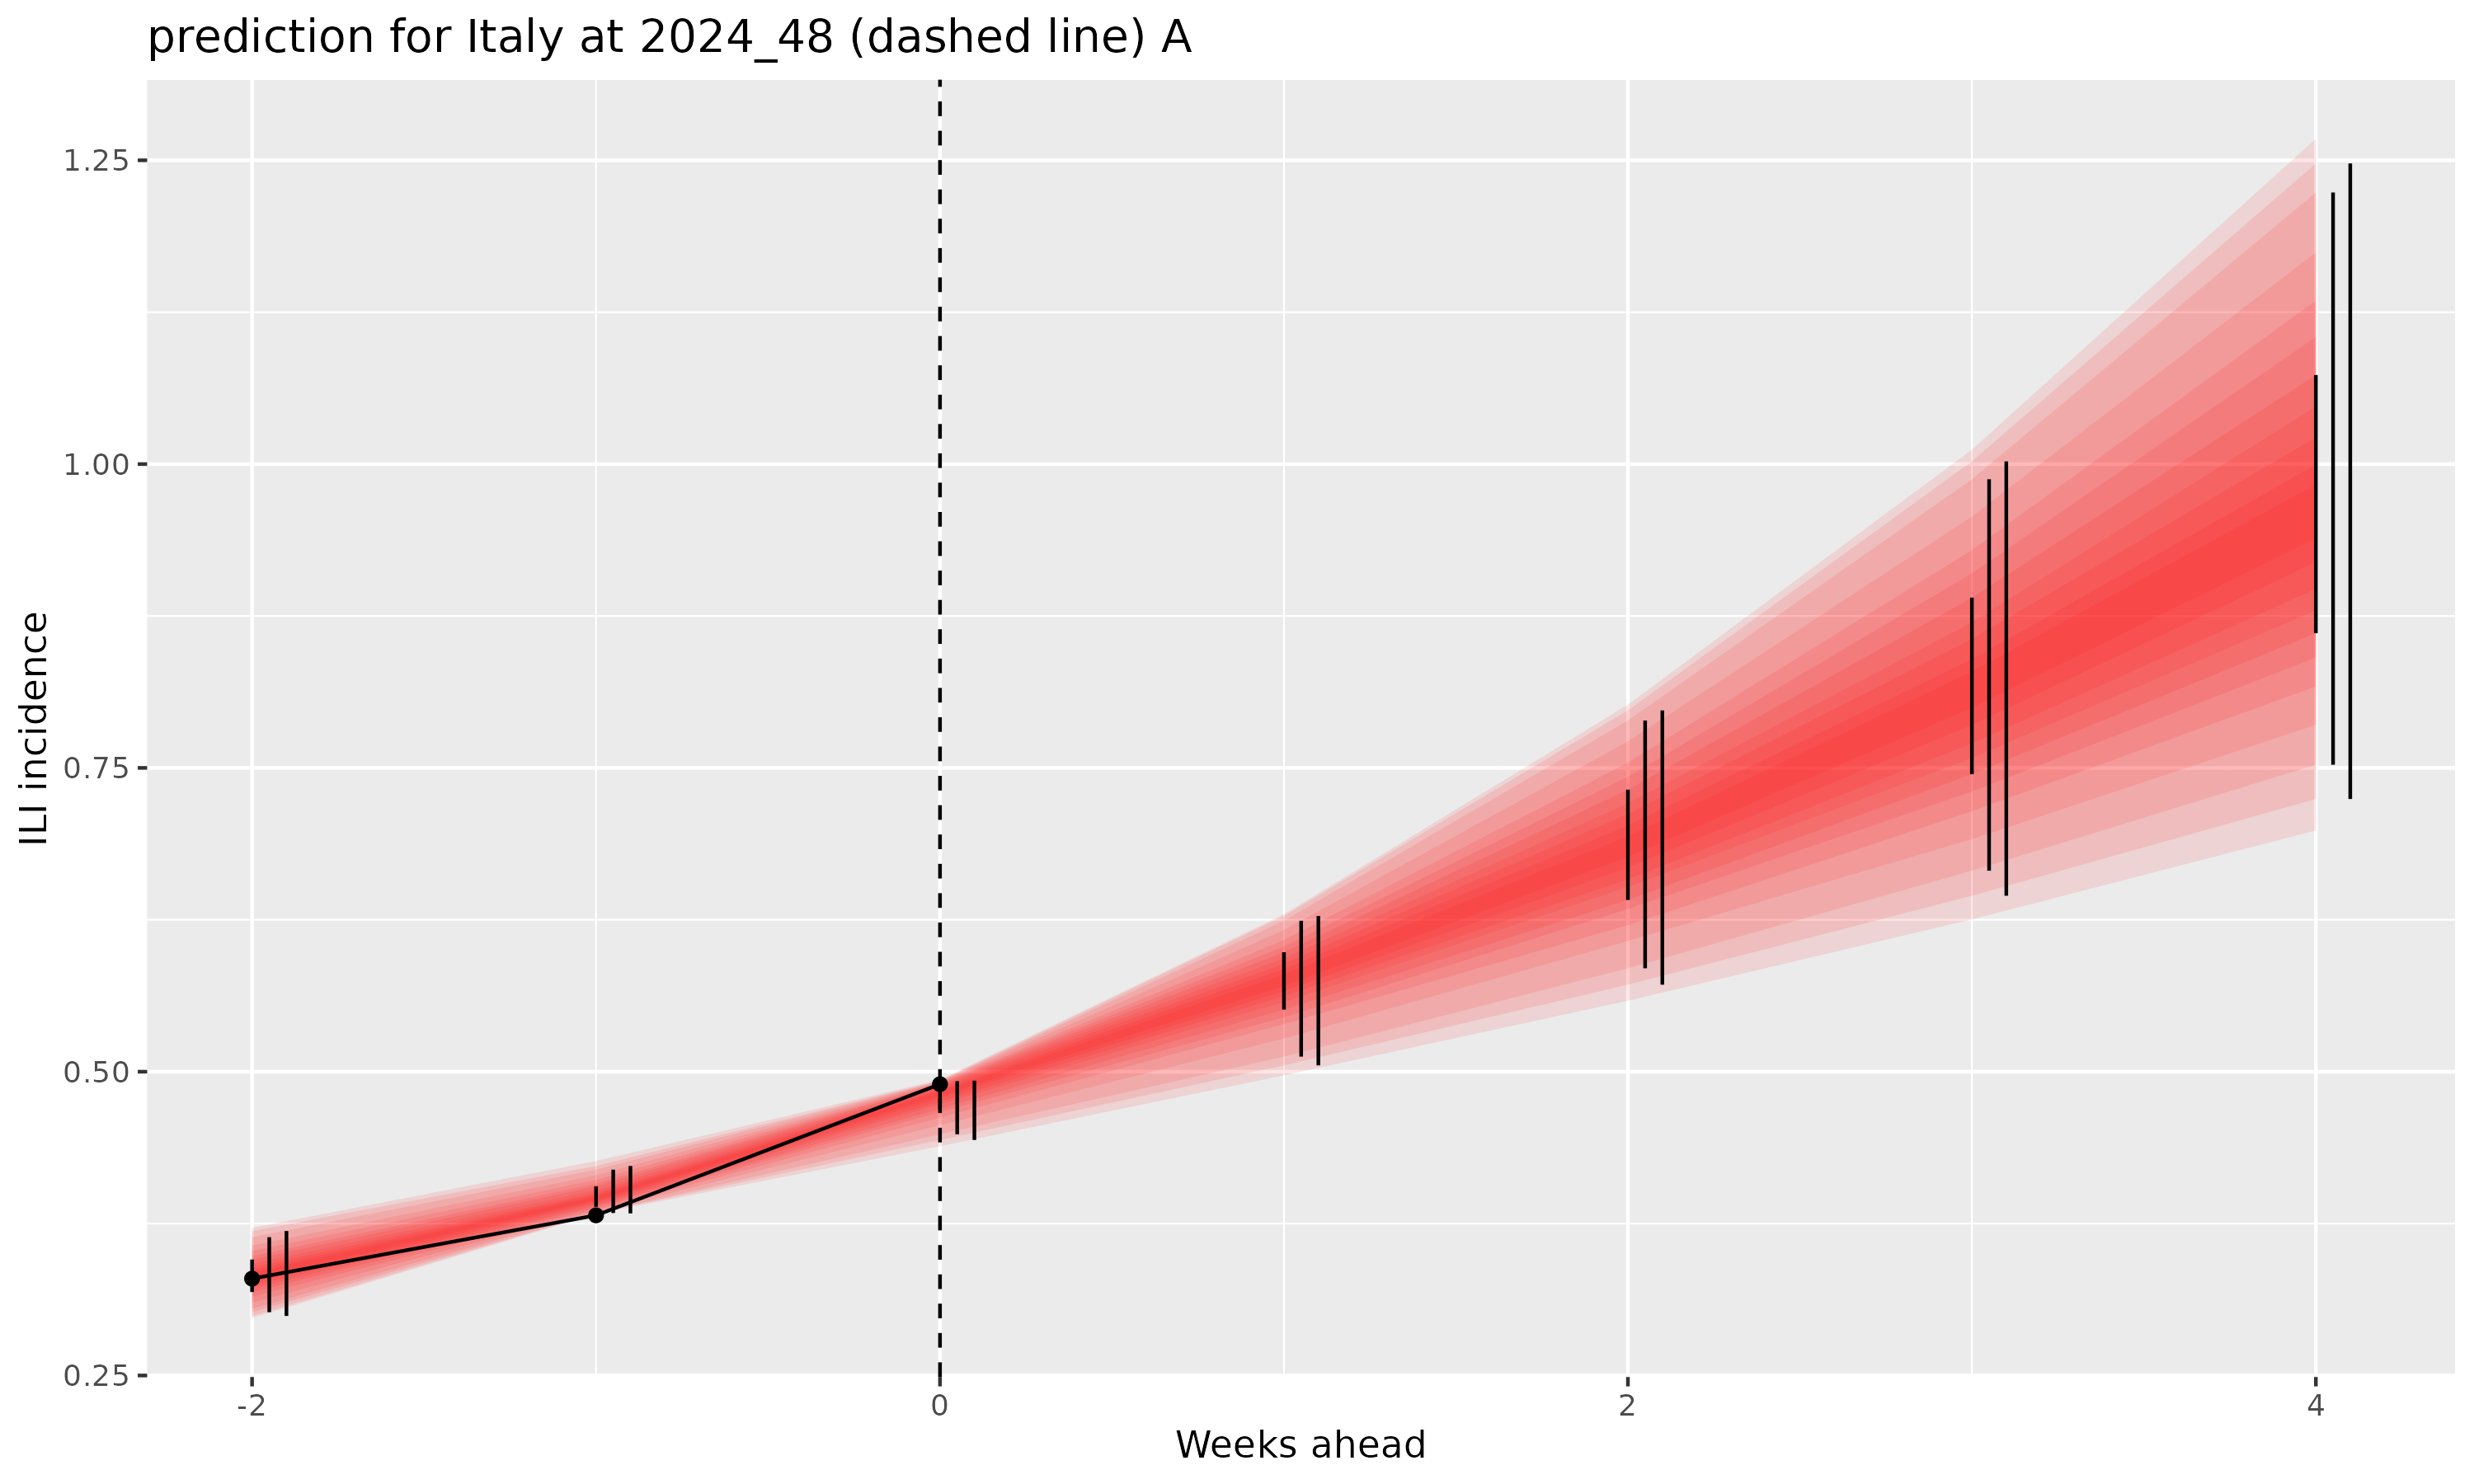 prediction for Italy at 2024_48 (dashed line) A
1.25
1.00
0.75
0.50
0.25
ILI incidence
-2 0 2 4
Weeks ahead